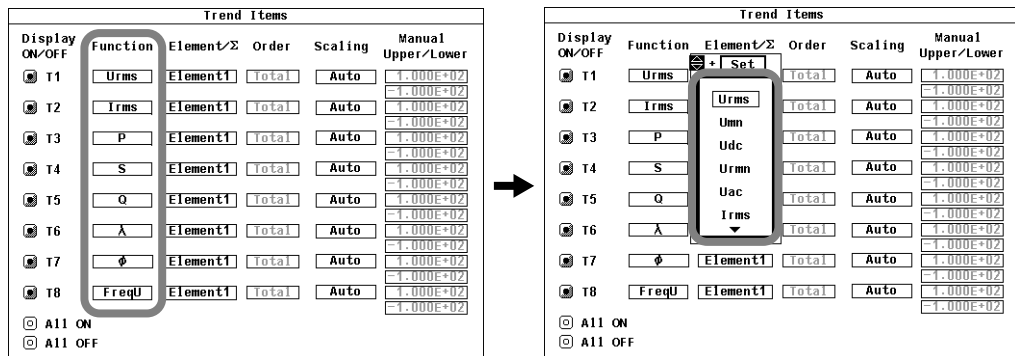 Trend Items
Display ON/OFF Function Element/Σ Order Scaling Manual Upper/Lower
T1 Urms Element1 Total Auto 1.000E+02
-1.000E+02
T2 Irms Element1 Total Auto 1.000E+02
-1.000E+02
T3 P Element1 Total Auto 1.000E+02
-1.000E+02
T4 S Element1 Total Auto 1.000E+02
-1.000E+02
T5 Q Element1 Total Auto 1.000E+02
-1.000E+02
T6 λ Element1 Total Auto 1.000E+02
-1.000E+02
T7 ϕ Element1 Total Auto 1.000E+02
-1.000E+02
T8 FreqU Element1 Total Auto 1.000E+02
-1.000E+02
All ON
All OFF
Trend Items
Display ON/OFF Function Element/Σ Order Scaling Manual Upper/Lower
+ Set
T1 Urms Total Auto 1.000E+02
-1.000E+02
Urms
T2 Irms Total Auto 1.000E+02
-1.000E+02
Umn
T3 P Total Auto 1.000E+02
-1.000E+02
Udc
T4 S Urmn Total Auto 1.000E+02
-1.000E+02
Uac
T5 Q Total Auto 1.000E+02
-1.000E+02
Irms
T6 λ Total Auto 1.000E+02
-1.000E+02
T7 ϕ Element1 Total Auto 1.000E+02
-1.000E+02
T8 FreqU Element1 Total Auto 1.000E+02
-1.000E+02
All ON
All OFF